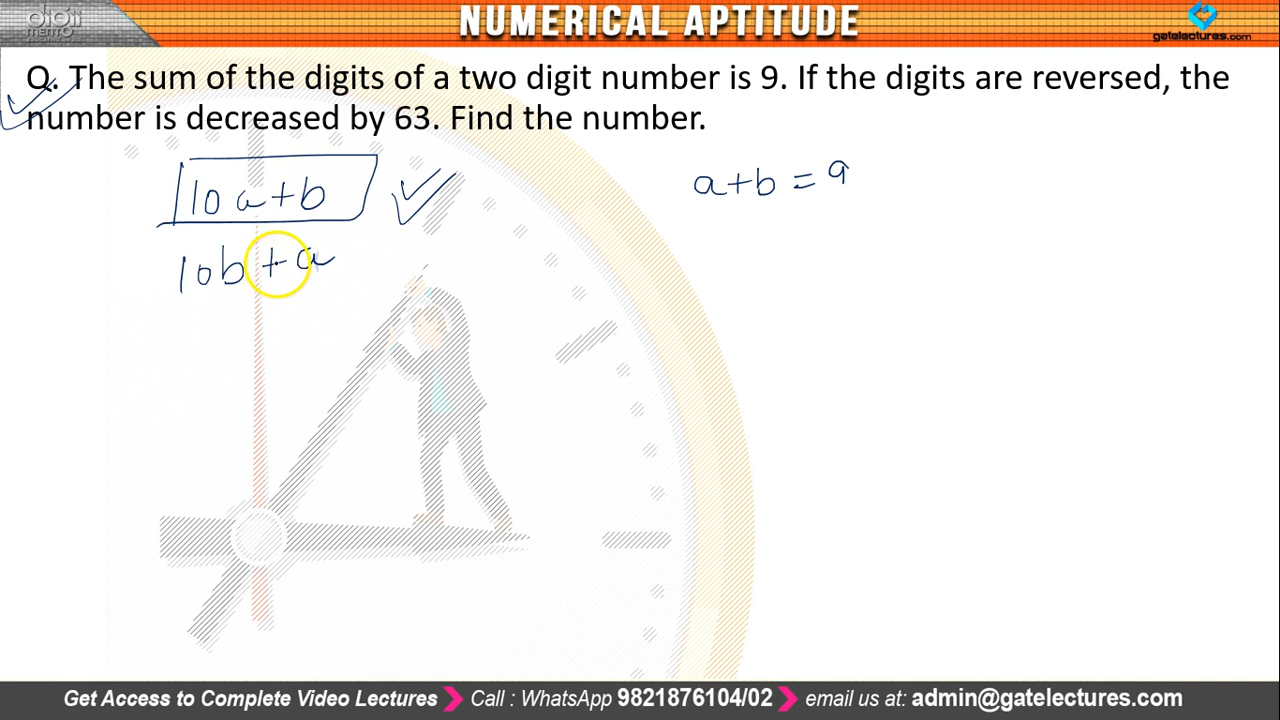 NUMERICAL APTITUDE
gatelectures.com
Q. The sum of the digits of a two digit number is 9. If the digits are reversed, the
number is decreased by 63. Find the number.
10a+b
a+b=9
10b+a
Get Access to Complete Video Lectures Call : WhatsApp 9821876104/02 email us at: admin@gatelectures.com